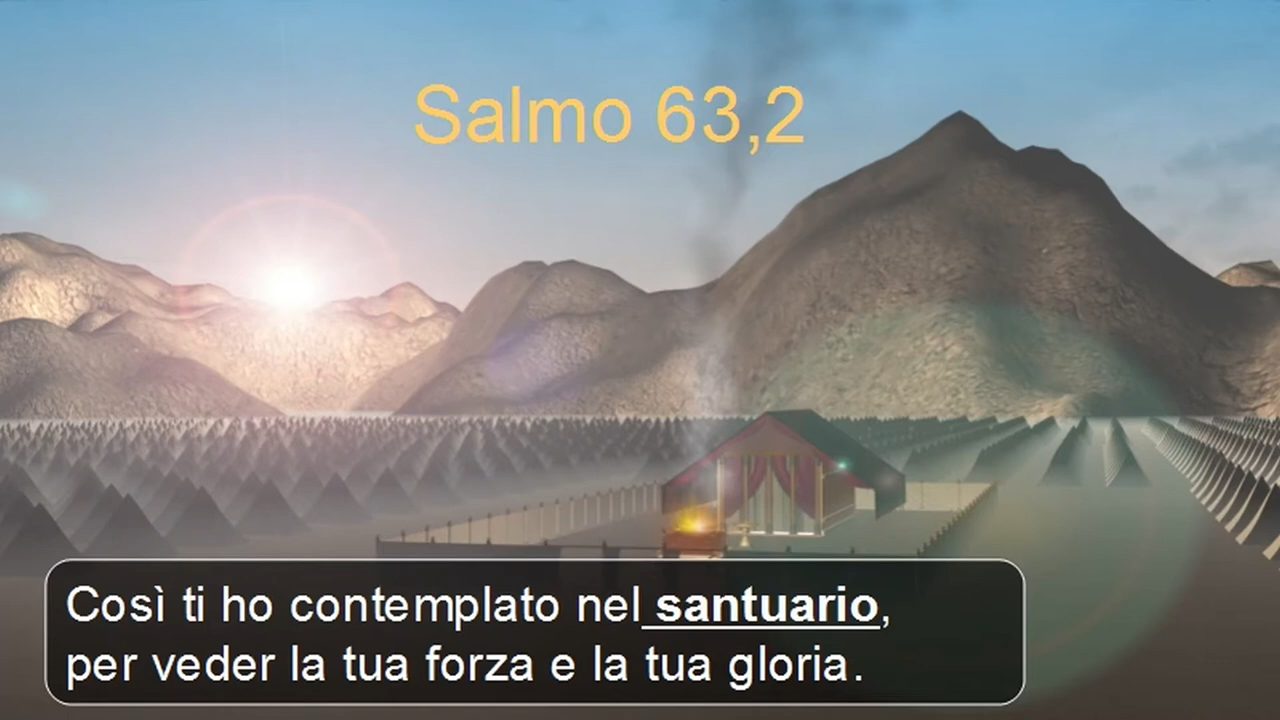 Salmo 63,2
Così ti ho contemplato nel santuario,
per veder la tua forza e la tua gloria.